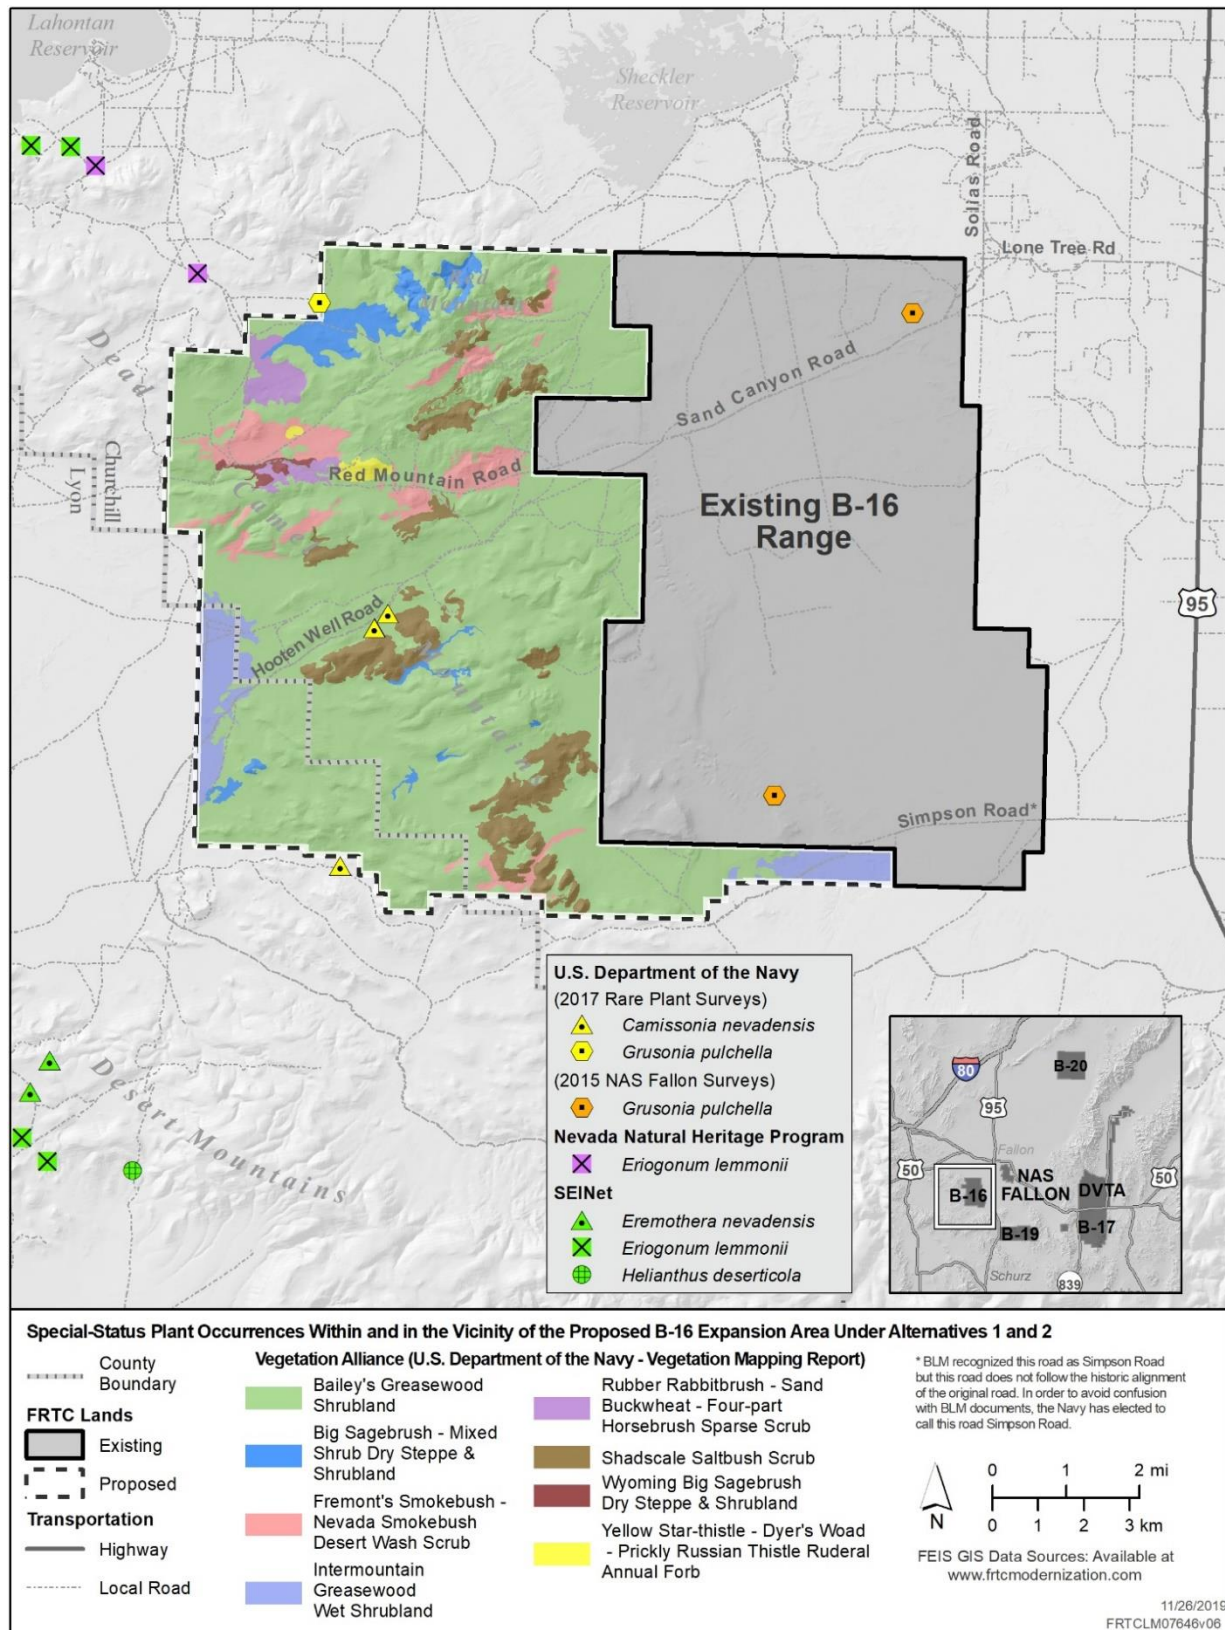 Lahontan
Reservoir
Sheckler
Reservoir
Solias Road
Lone Tree Rd
Sand Canyon Road
Dead
Camel
Mountains
Churchill
Lyon
Red Mountain Road
Existing B-16
Range
95
Hooten Well Road
Simpson Road*
Desert Mountains
U.S. Department of the Navy
(2017 Rare Plant Surveys)
Camissonia nevadensis
Grusonia pulchella
(2015 NAS Fallon Surveys)
Grusonia pulchella
Nevada Natural Heritage Program
Eriogonum lemmonii
SEINet
Eremothera nevadensis
Eriogonum lemmonii
Helianthus deserticola
80
B-20
95
Fallon
50
NAS
FALLON
DVTA
50
B-16
B-17
B-19
Schurz
839
Special-Status Plant Occurrences Within and in the Vicinity of the Proposed B-16 Expansion Area Under Alternatives 1 and 2
County
Boundary
FRTC Lands
Existing
Proposed
Transportation
Highway
Local Road
Vegetation Alliance (U.S. Department of the Navy - Vegetation Mapping Report)
Bailey's Greasewood
Shrubland
Big Sagebrush - Mixed
Shrub Dry Steppe &
Shrubland
Fremont's Smokebush -
Nevada Smokebush
Desert Wash Scrub
Intermountain
Greasewood
Wet Shrubland
Rubber Rabbitbrush - Sand
Buckwheat - Four-part
Horsebrush Sparse Scrub
Shadscale Saltbush Scrub
Wyoming Big Sagebrush
Dry Steppe & Shrubland
Yellow Star-thistle - Dyer's Woad
- Prickly Russian Thistle Ruderal
Annual Forb
* BLM recognized this road as Simpson Road
but this road does not follow the historic alignment
of the original road. In order to avoid confusion
with BLM documents, the Navy has elected to
call this road Simpson Road.
N
0 1 2 mi
0 1 2 3 km
FEIS GIS Data Sources: Available at
www.frtcmodernization.com
11/26/2019
FRTCLM07646v06